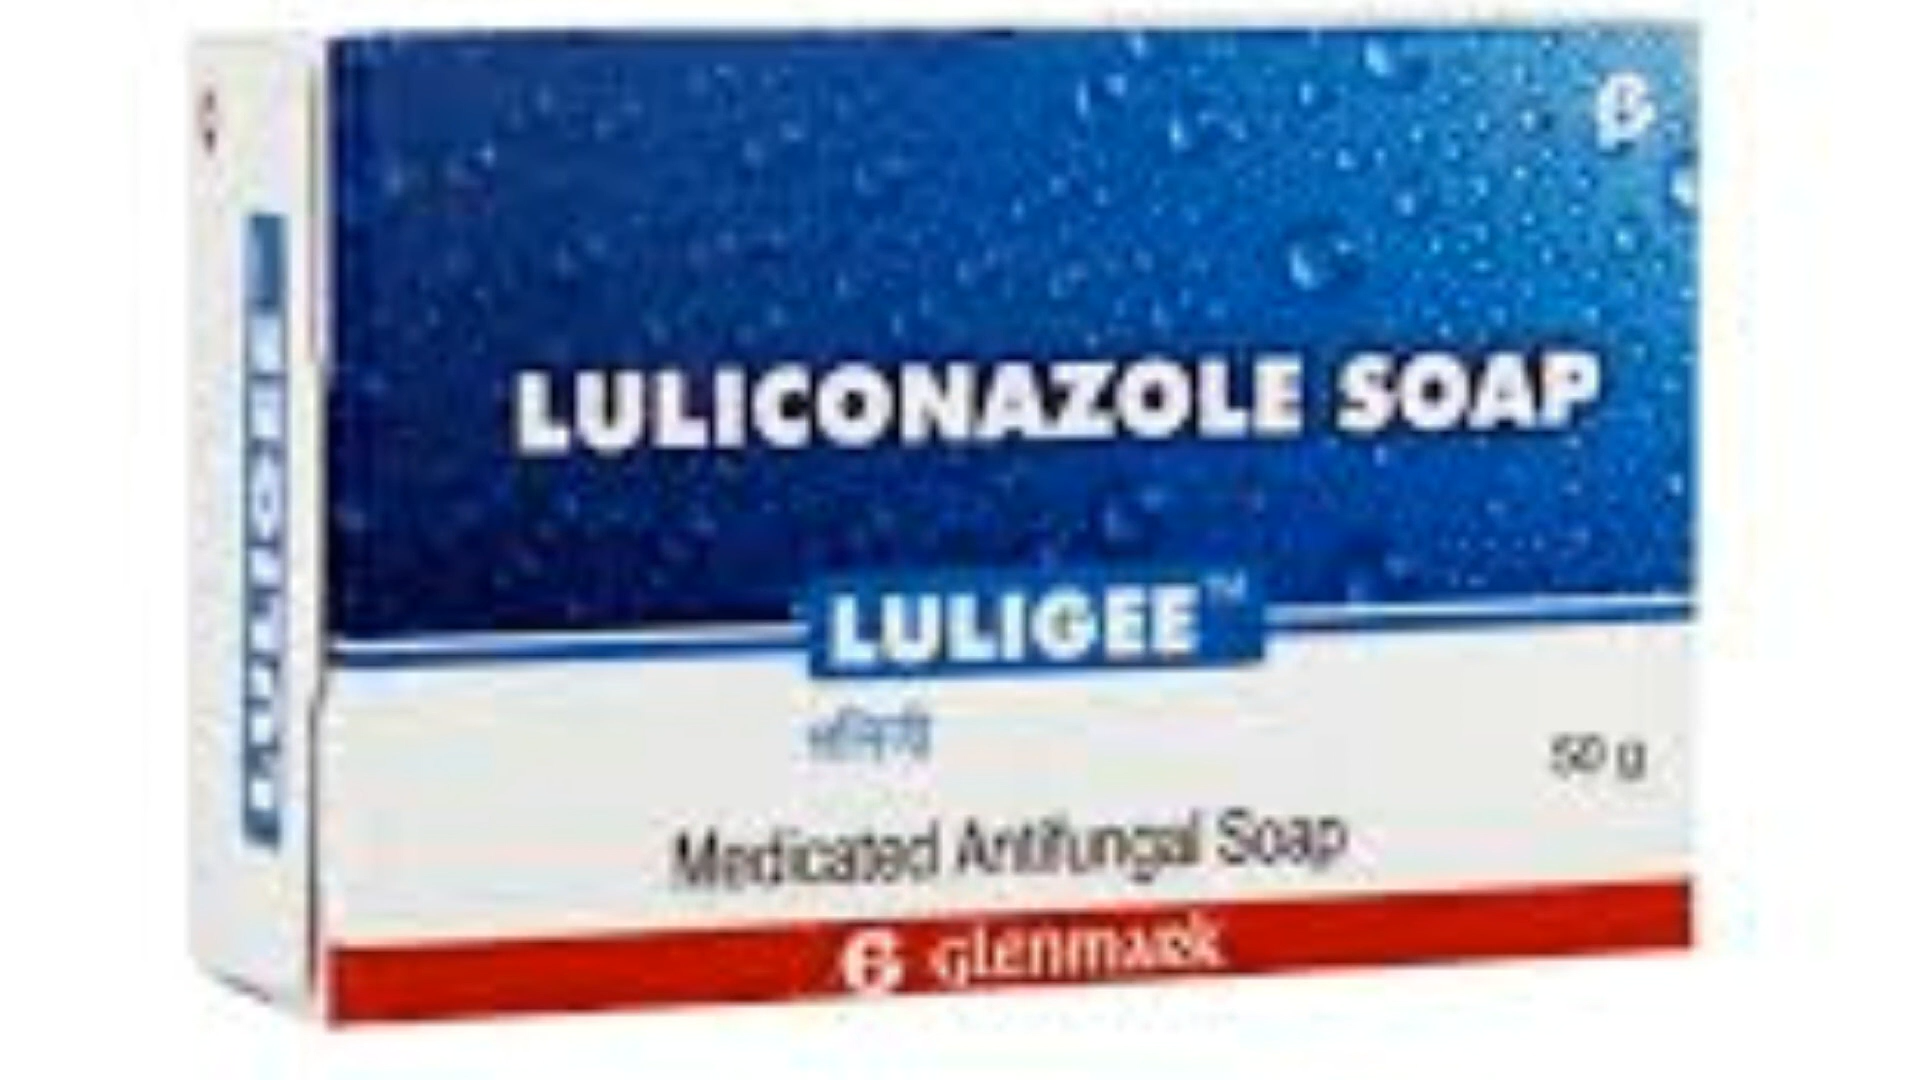 LULICONAZOLE SOAP
LULIGEE™
50 g
Medicated Antifungal Soap
Glenmark
LULIGEE